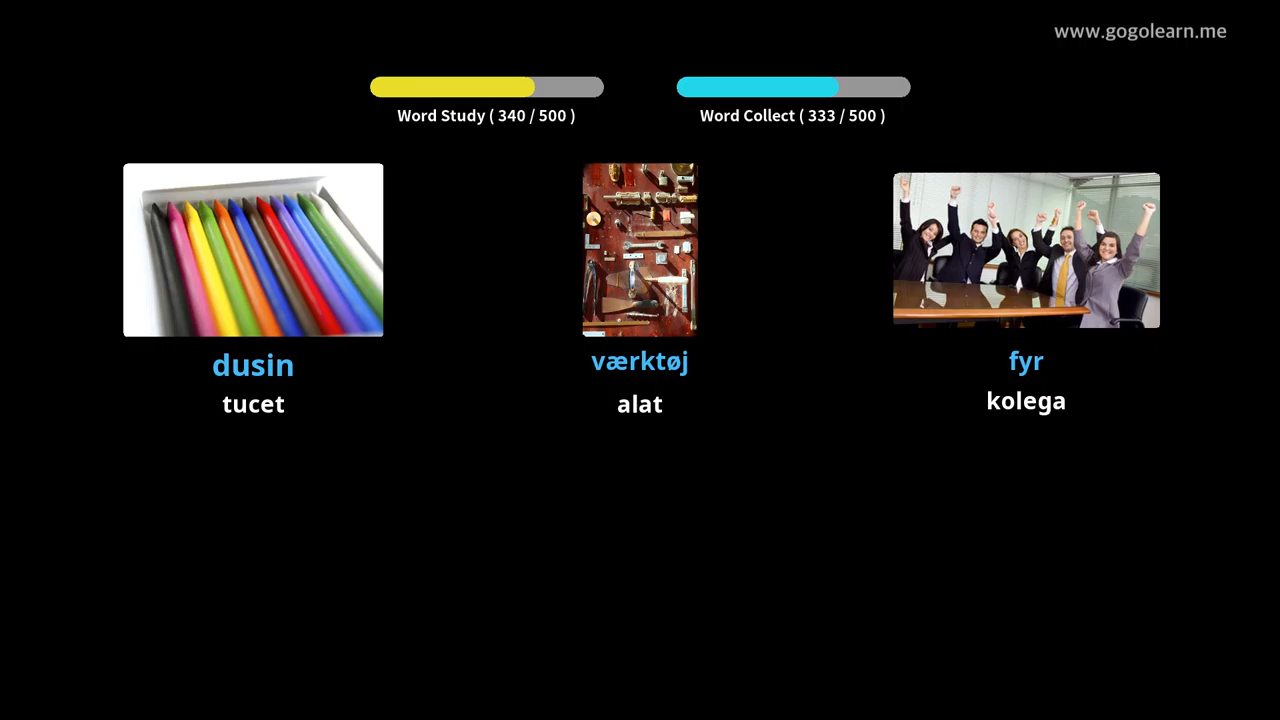 www.gogolearn.me
Word Study ( 340 / 500 )
Word Collect ( 333 / 500 )
dusin
tucet
værktøj
alat
fyr
kolega